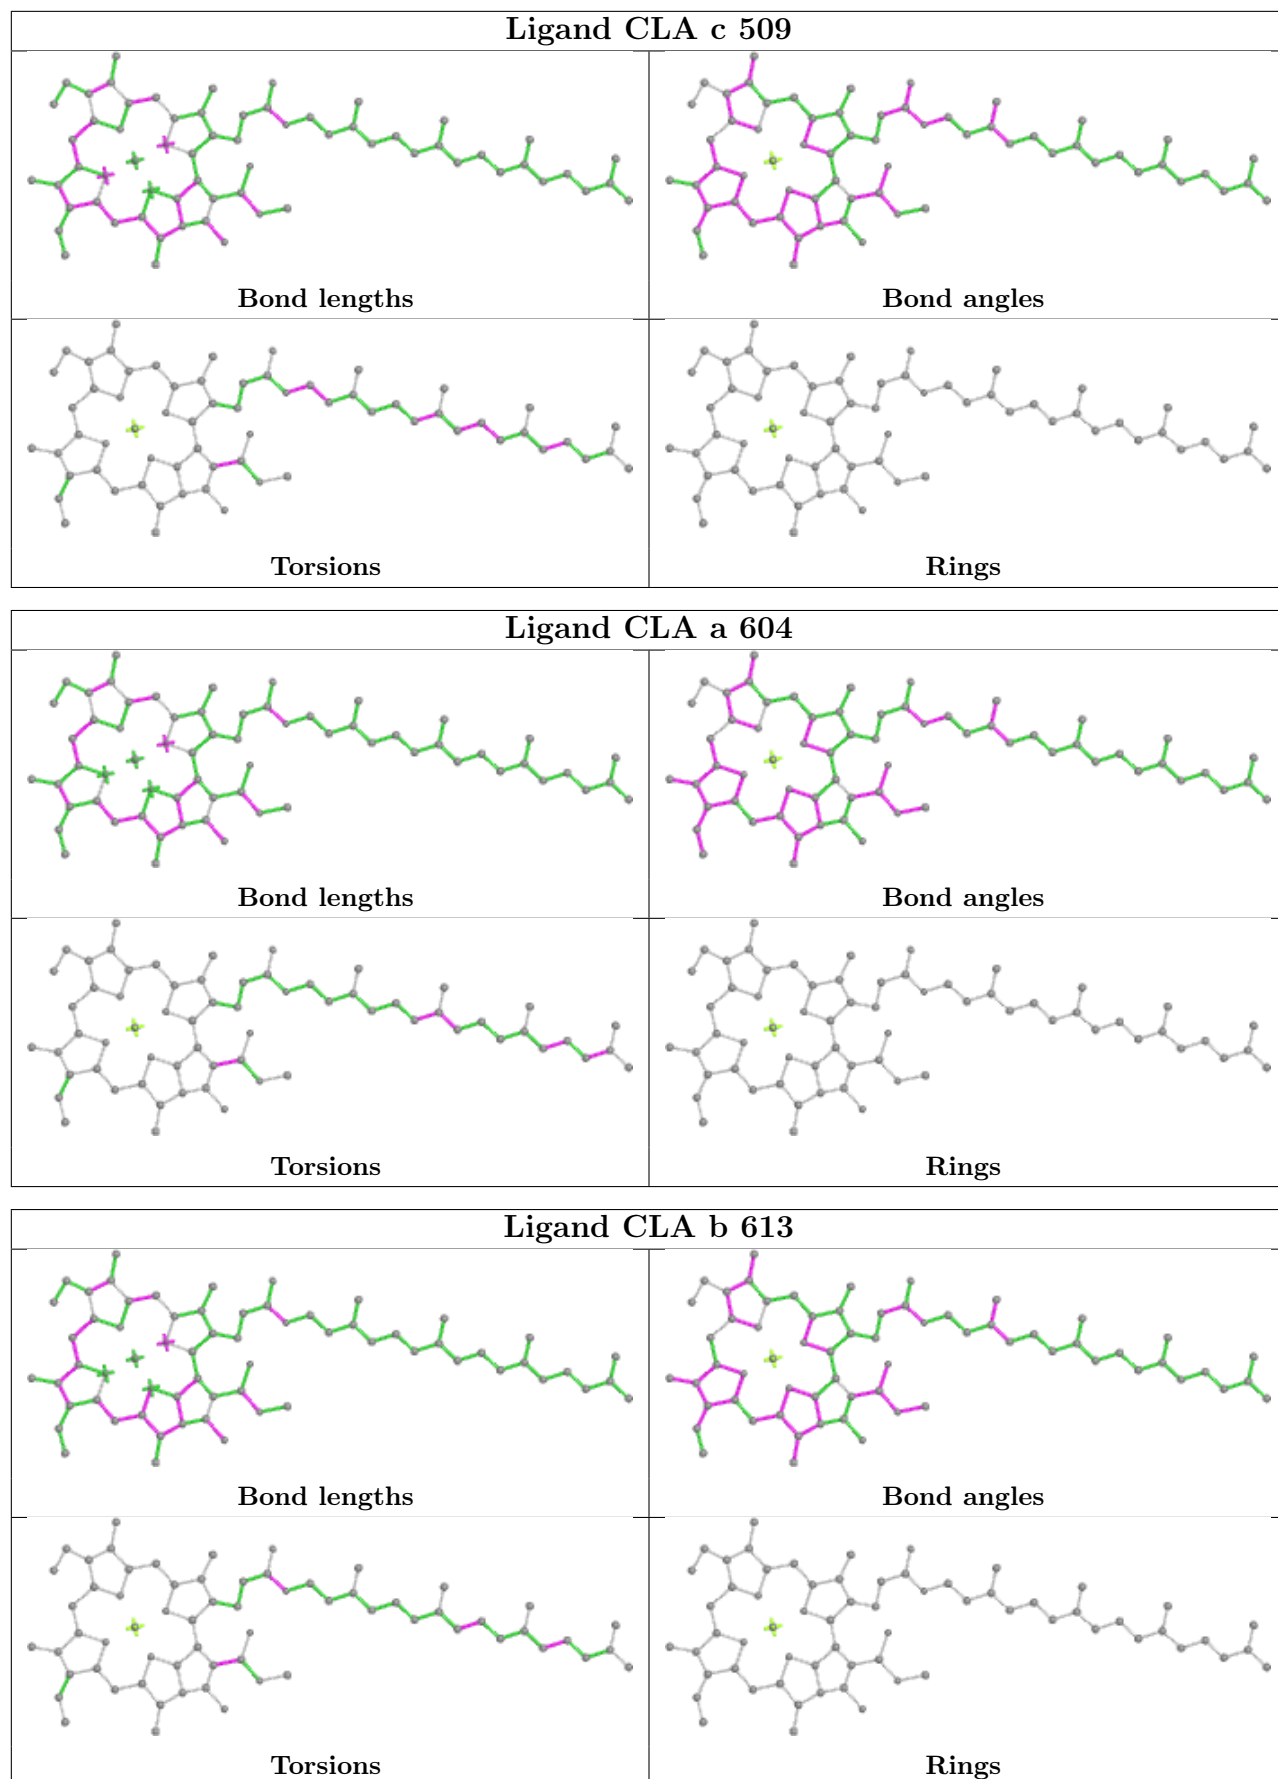 Ligand CLA c 509
Bond lengths
Bond angles
Torsions
Rings
Ligand CLA a 604
Bond lengths
Bond angles
Torsions
Rings
Ligand CLA b 613
Bond lengths
Bond angles
Torsions
Rings